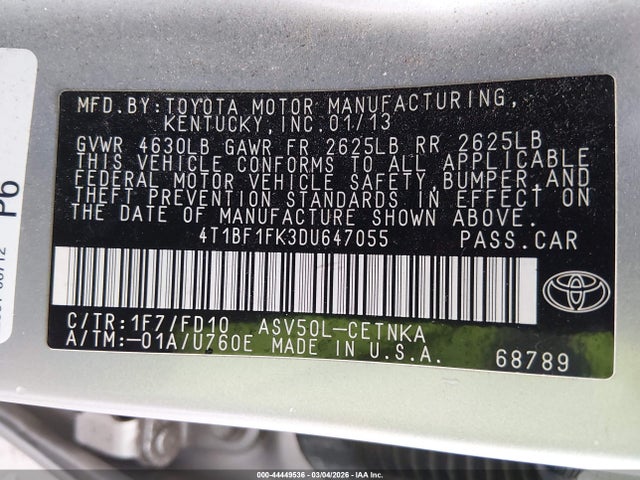 MFD.BY:TOYOTA MOTOR MANUFACTURING,
KENTUCKY,INC.01/13
GVWR 4630LB GAWR FR 2625LB RR 2625LB
THIS VEHICLE CONFORMS TO ALL APPLICABLE
FEDERAL MOTOR VEHICLE SAFETY,BUMPER,AND
THEFT PREVENTION STANDARDS IN EFFECT ON
THE DATE OF MANUFACTURE SHOWN ABOVE.
4T1BF1FK3DU647055 PASS.CAR
C/TR:1F7/FD10 ASV50L-CETNKA
A/TM:-01A/U760E MADE IN U.S.A.
68789
P6
000-44449536 - 03/04/2026 - IAAI.COM